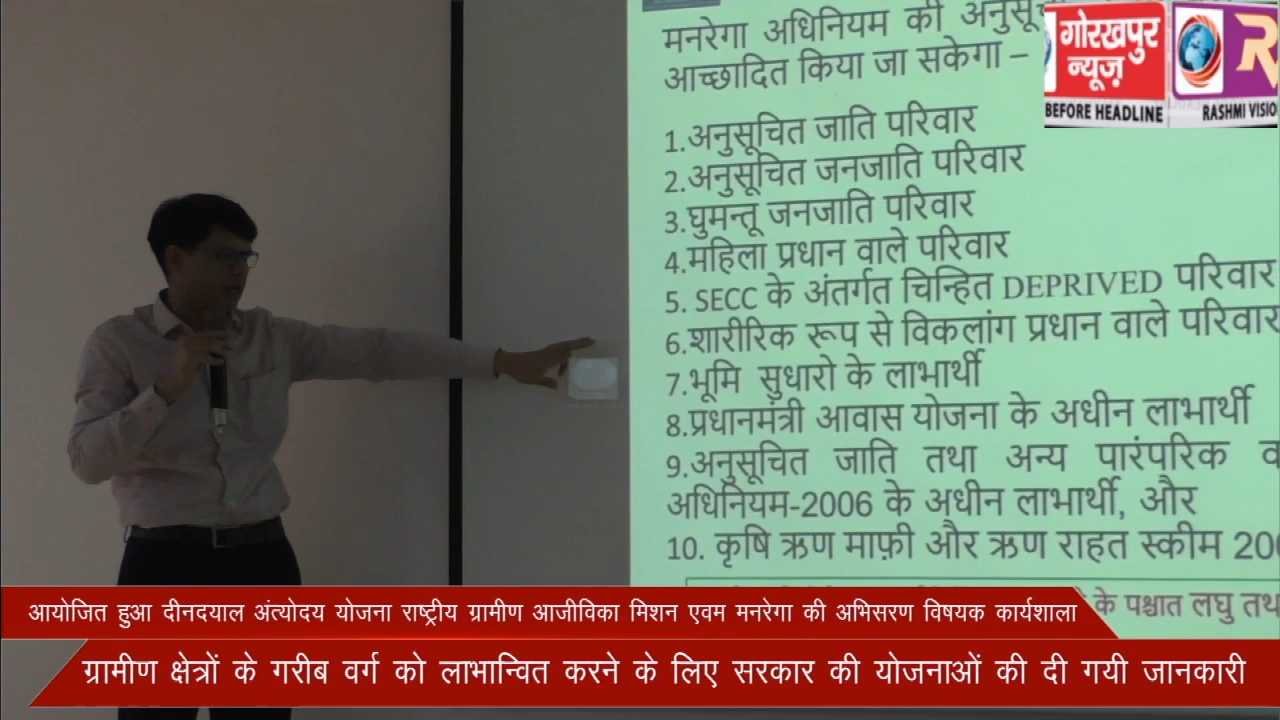 मनरेगा अधिनियम की
आच्छादित किया जा सकेगा –
गोरखपुर
न्यूज़
BEFORE HEADLINE
RASHMI
1.अनुसूचित जाति परिवार
2.अनुसूचित जनजाति परिवार
3.घुमन्तू जनजाति परिवार
4.महिला प्रधान वाले परिवार
5. SECC के अंतर्गत चिन्हित DEPRIVED परिवार
6.शारीरिक रूप से विकलांग प्रधान वाले परिवार
7.भूमि सुधारो के लाभार्थी
8.प्रधानमंत्री आवास योजना के अधीन लाभार्थी
9.अनुसूचित जाति तथा अन्य पारंपरिक
अधिनियम-2006 के अधीन लाभार्थी, और
10. कृषि ऋण माफ़ी और ऋण राहत स्कीम
के पश्चात लघु
आयोजित हुआ दीनदयाल अंत्योदय योजना राष्ट्रीय ग्रामीण आजीविका मिशन एवम मनरेगा की अभिसरण विषयक कार्यशाला
ग्रामीण क्षेत्रों के गरीब वर्ग को लाभान्वित करने के लिए सरकार की योजनाओं की दी गयी जानकारी